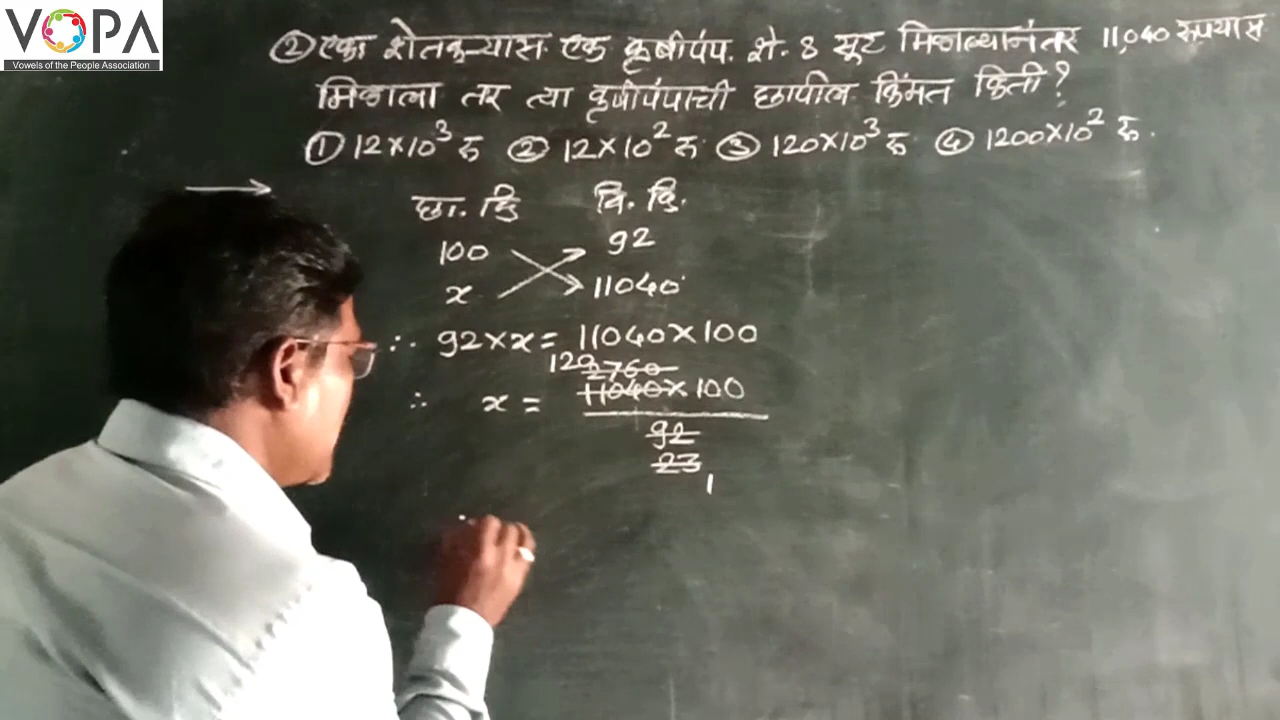 VOPA
Vowels of the People Association
② एका शेतकऱ्यास एक कृषीपंप शे. 8 सूट मिळाल्यानंतर 11,040 रुपयास
मिळाला तर त्या कृषीपंपाची छापील किंमत किती?
① 12×10³ रु ② 12×10² रु ③ 120×10³ रु ④ 1200×10² रु.
छा. किं वि. किं.
100 92
x 11040
∴ 92×x = 11040×100
120 2760
∴ x = 11040×100
92
23
1